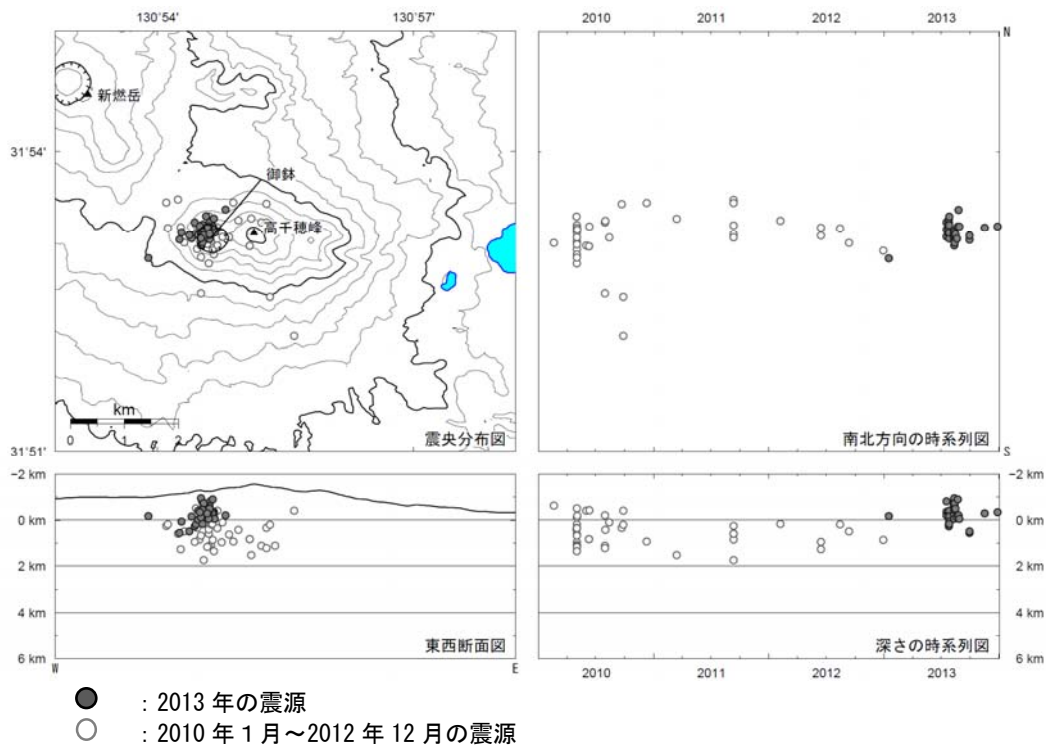 130°54′ 130°57′
2010 2011 2012 2013
N
新燃岳
31°54′
御鉢
高千穂峰
km
0 1 2
震央分布図
南北方向の時系列図
31°51′
S
−2 km
0 km
2 km
4 km
6 km
東西断面図
W E
−2 km
0 km
2 km
4 km
6 km
深さの時系列図
2010 2011 2012 2013
：2013 年の震源
：2010 年 1 月～2012 年 12 月の震源